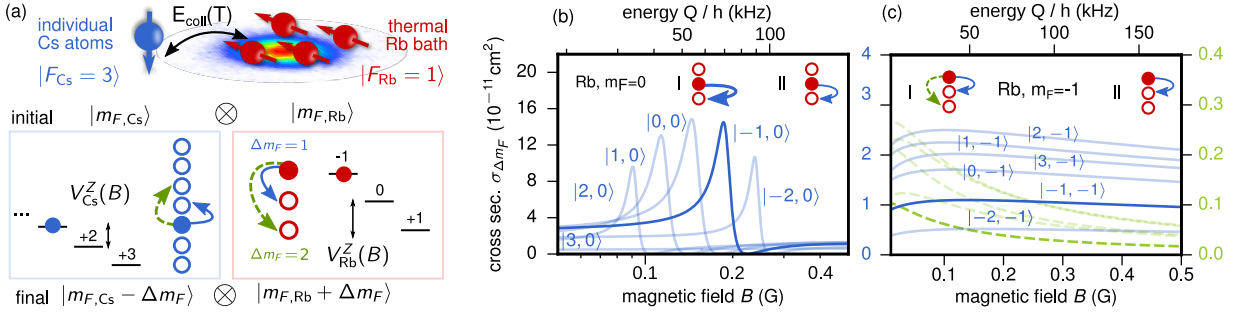 (a)
E_coll(T)
individual
Cs atoms
|F_Cs = 3⟩
thermal
Rb bath
|F_Rb = 1⟩
initial |m_F,Cs⟩ ⊗ |m_F,Rb⟩
Δm_F=1
Δm_F=2
V^Z_Cs(B)
...
+2
+3
-1
0
+1
V^Z_Rb(B)
final |m_F,Cs − Δm_F⟩ ⊗ |m_F,Rb + Δm_F⟩
(b)
energy Q / h (kHz)
50 100
cross sec. σ_Δm_F (10⁻¹¹ cm²)
20
16
12
8
4
0
Rb, m_F=0
I
II
|0, 0⟩
|−1, 0⟩
|1, 0⟩
|2, 0⟩
|−2, 0⟩
|3, 0⟩
0.1 0.2 0.4
magnetic field B (G)
(c)
energy Q / h (kHz)
50 100 150
4
3
2
1
0
0.4
0.3
0.2
0.1
0.0
I
Rb, m_F=-1
II
|2, −1⟩
|1, −1⟩
|3, −1⟩
|0, −1⟩
|−1, −1⟩
|−2, −1⟩
0.1 0.2 0.3 0.4 0.5
magnetic field B (G)